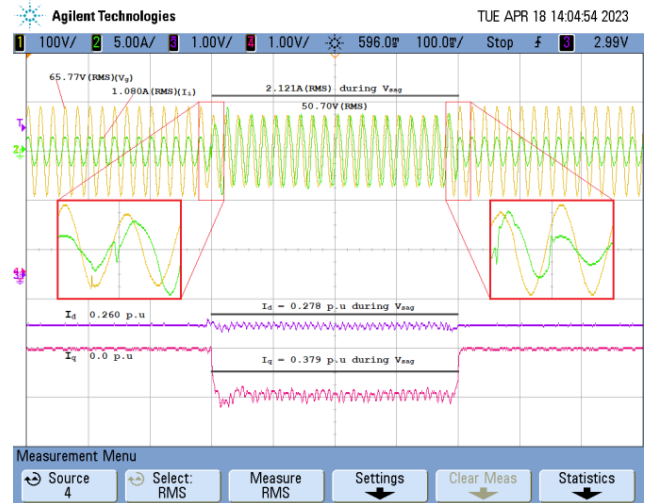 Agilent Technologies TUE APR 18 14:04:54 2023
1 100V/ 2 5.00A/ 3 1.00V/ 4 1.00V/ 596.0ms 100.0ms/ Stop 3 2.99V
65.77V(RMS)(Vg)
1.080A(RMS)(Ii)
2.121A(RMS) during Vsag
50.70V(RMS)
T
2
Id 0.260 p.u
Id = 0.278 p.u during Vsag
Iq 0.0 p.u
Iq = 0.379 p.u during Vsag
Measurement Menu
Source
4
Select:
RMS
Measure
RMS
Settings
Clear Meas
Statistics